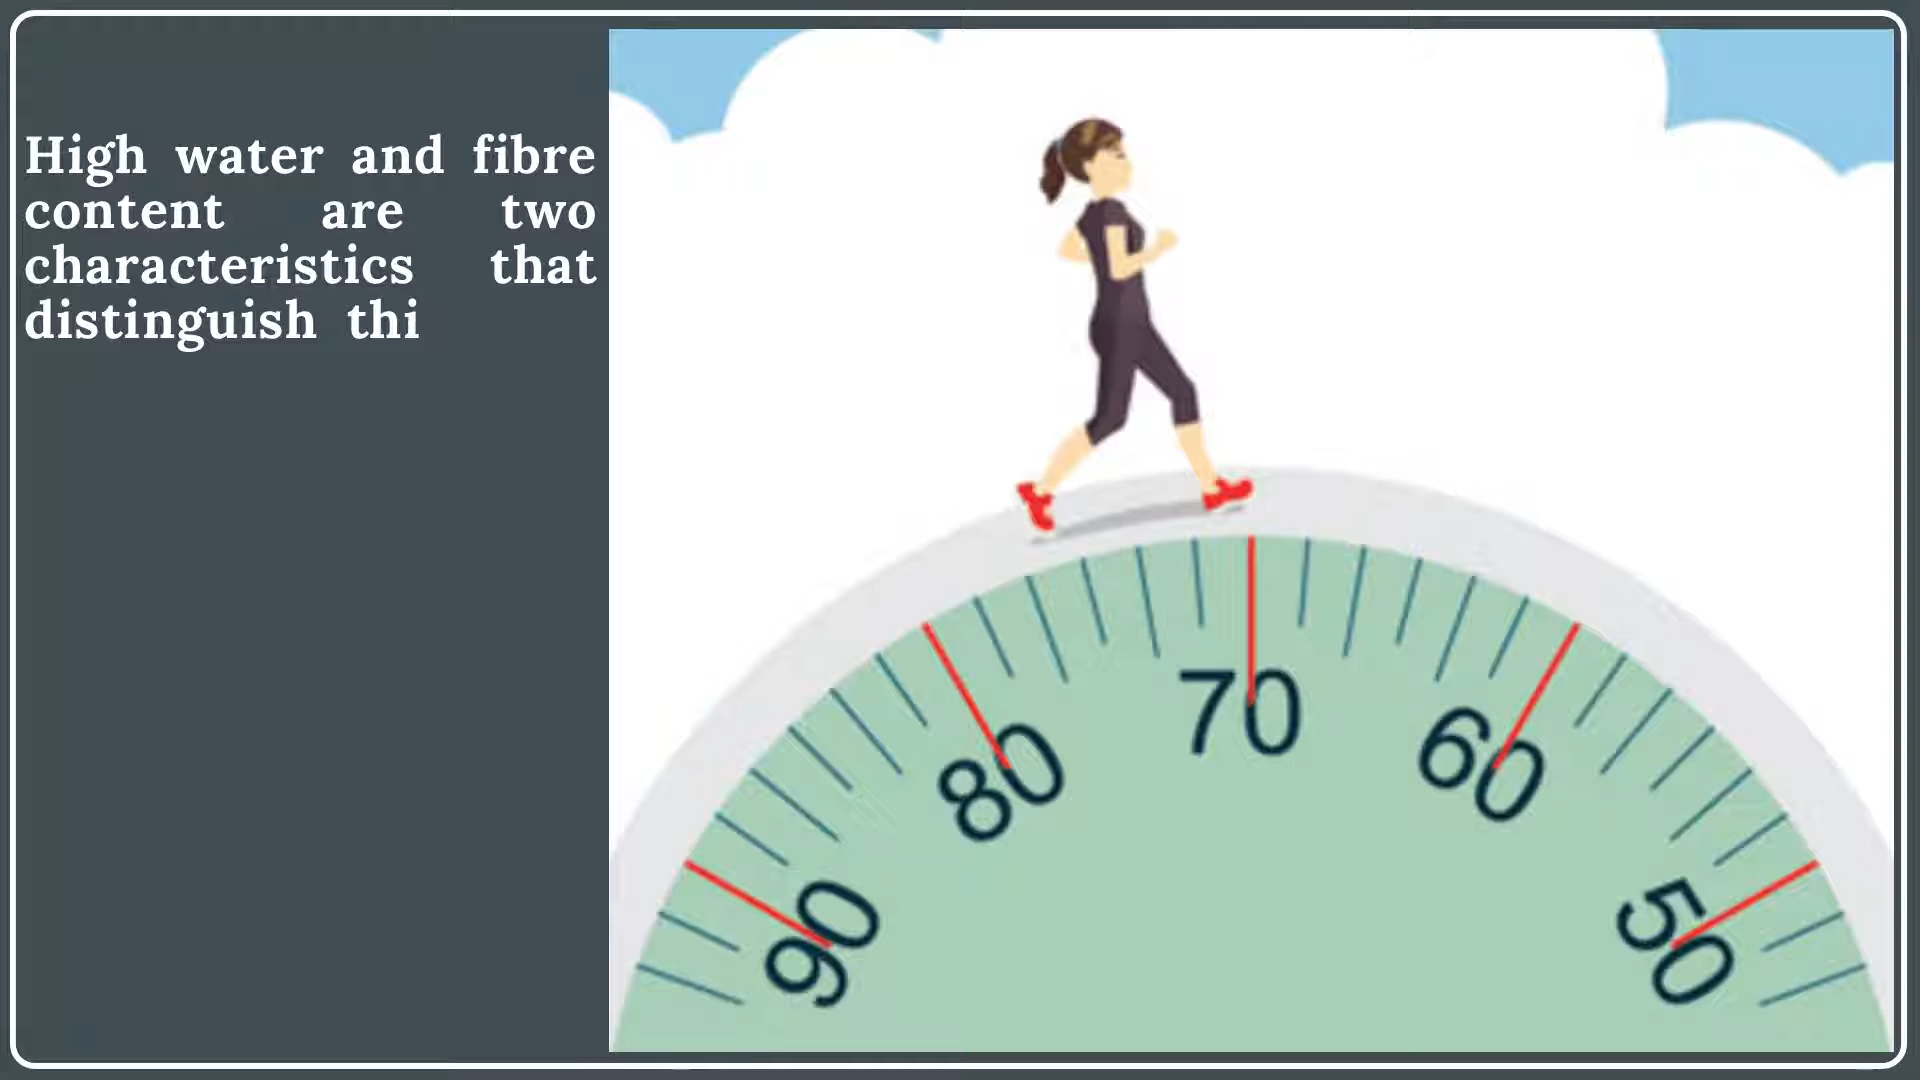 High water and fibre
content are two
characteristics that
distinguish thi
70
80
60
90
50